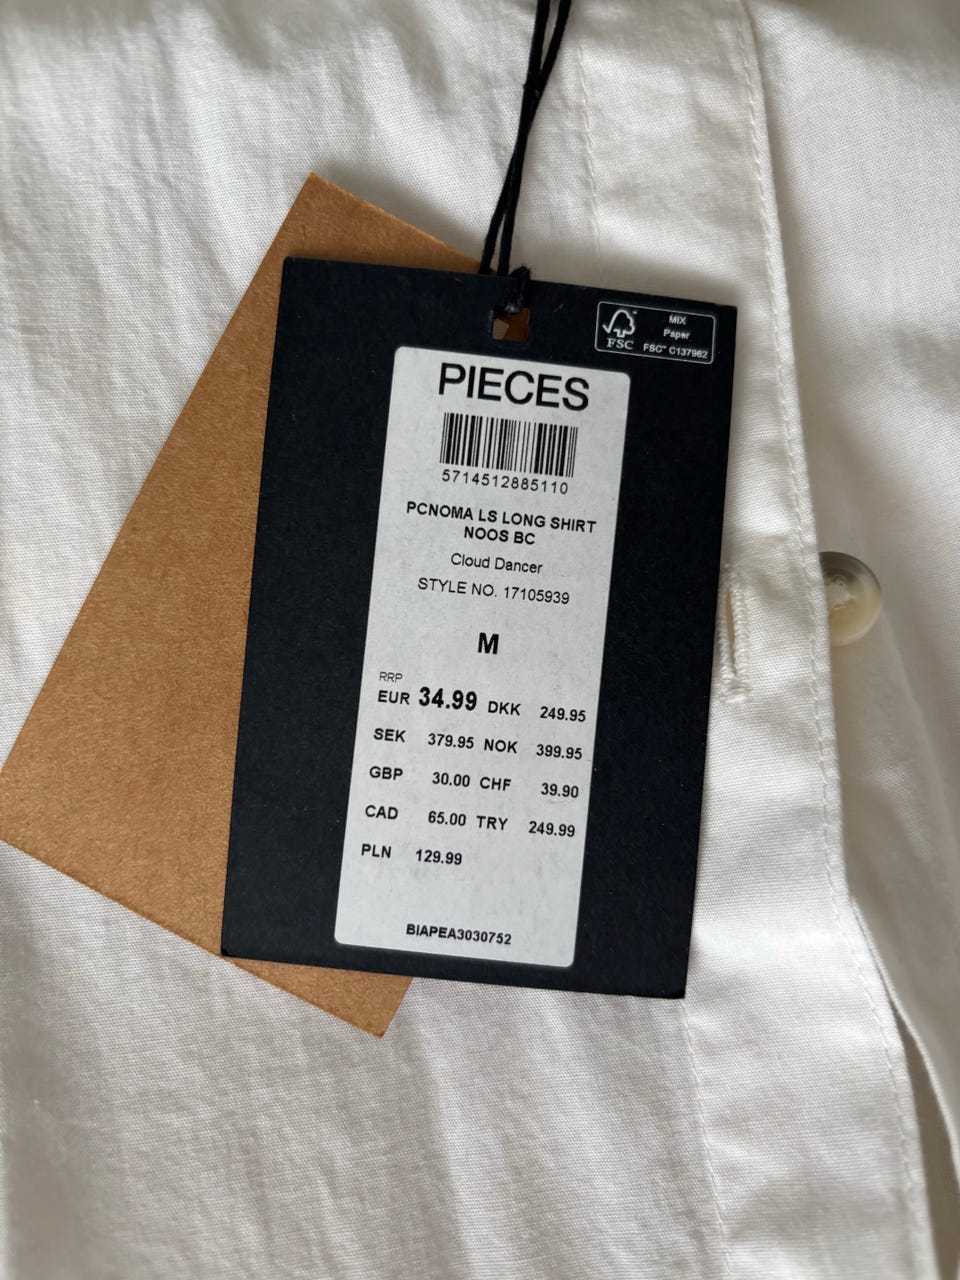 MIX
Paper
FSC
FSC™ C137962
PIECES
5714512885110
PCNOMA LS LONG SHIRT
NOOS BC
Cloud Dancer
STYLE NO. 17105939
M
RRP
EUR 34.99 DKK 249.95
SEK 379.95 NOK 399.95
GBP 30.00 CHF 39.90
CAD 65.00 TRY 249.99
PLN 129.99
BIAPEA3030752